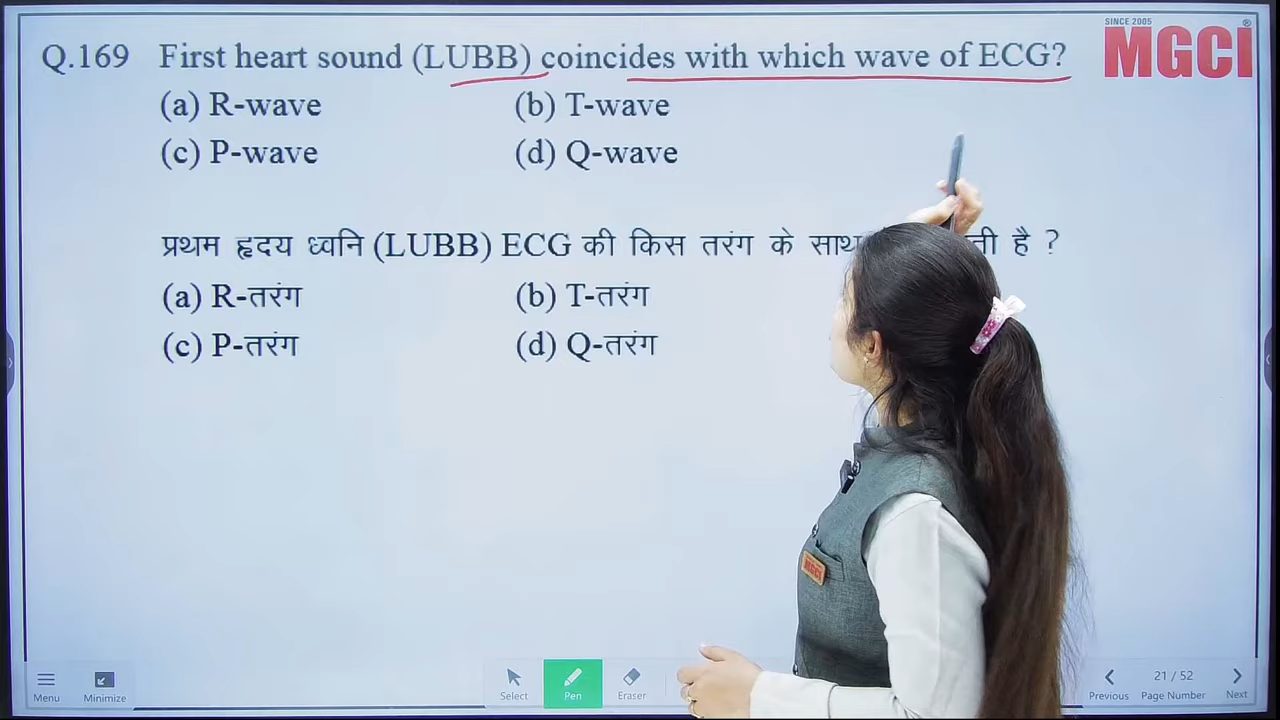 SINCE 2005
MGCI®
Q.169 First heart sound (LUBB) coincides with which wave of ECG?
(a) R-wave (b) T-wave
(c) P-wave (d) Q-wave
प्रथम हृदय ध्वनि (LUBB) ECG की किस तरंग के साथ ती है ?
(a) R-तरंग (b) T-तरंग
(c) P-तरंग (d) Q-तरंग
MGCI
Menu Minimize Select Pen Eraser Previous 21 / 52 Page Number Next